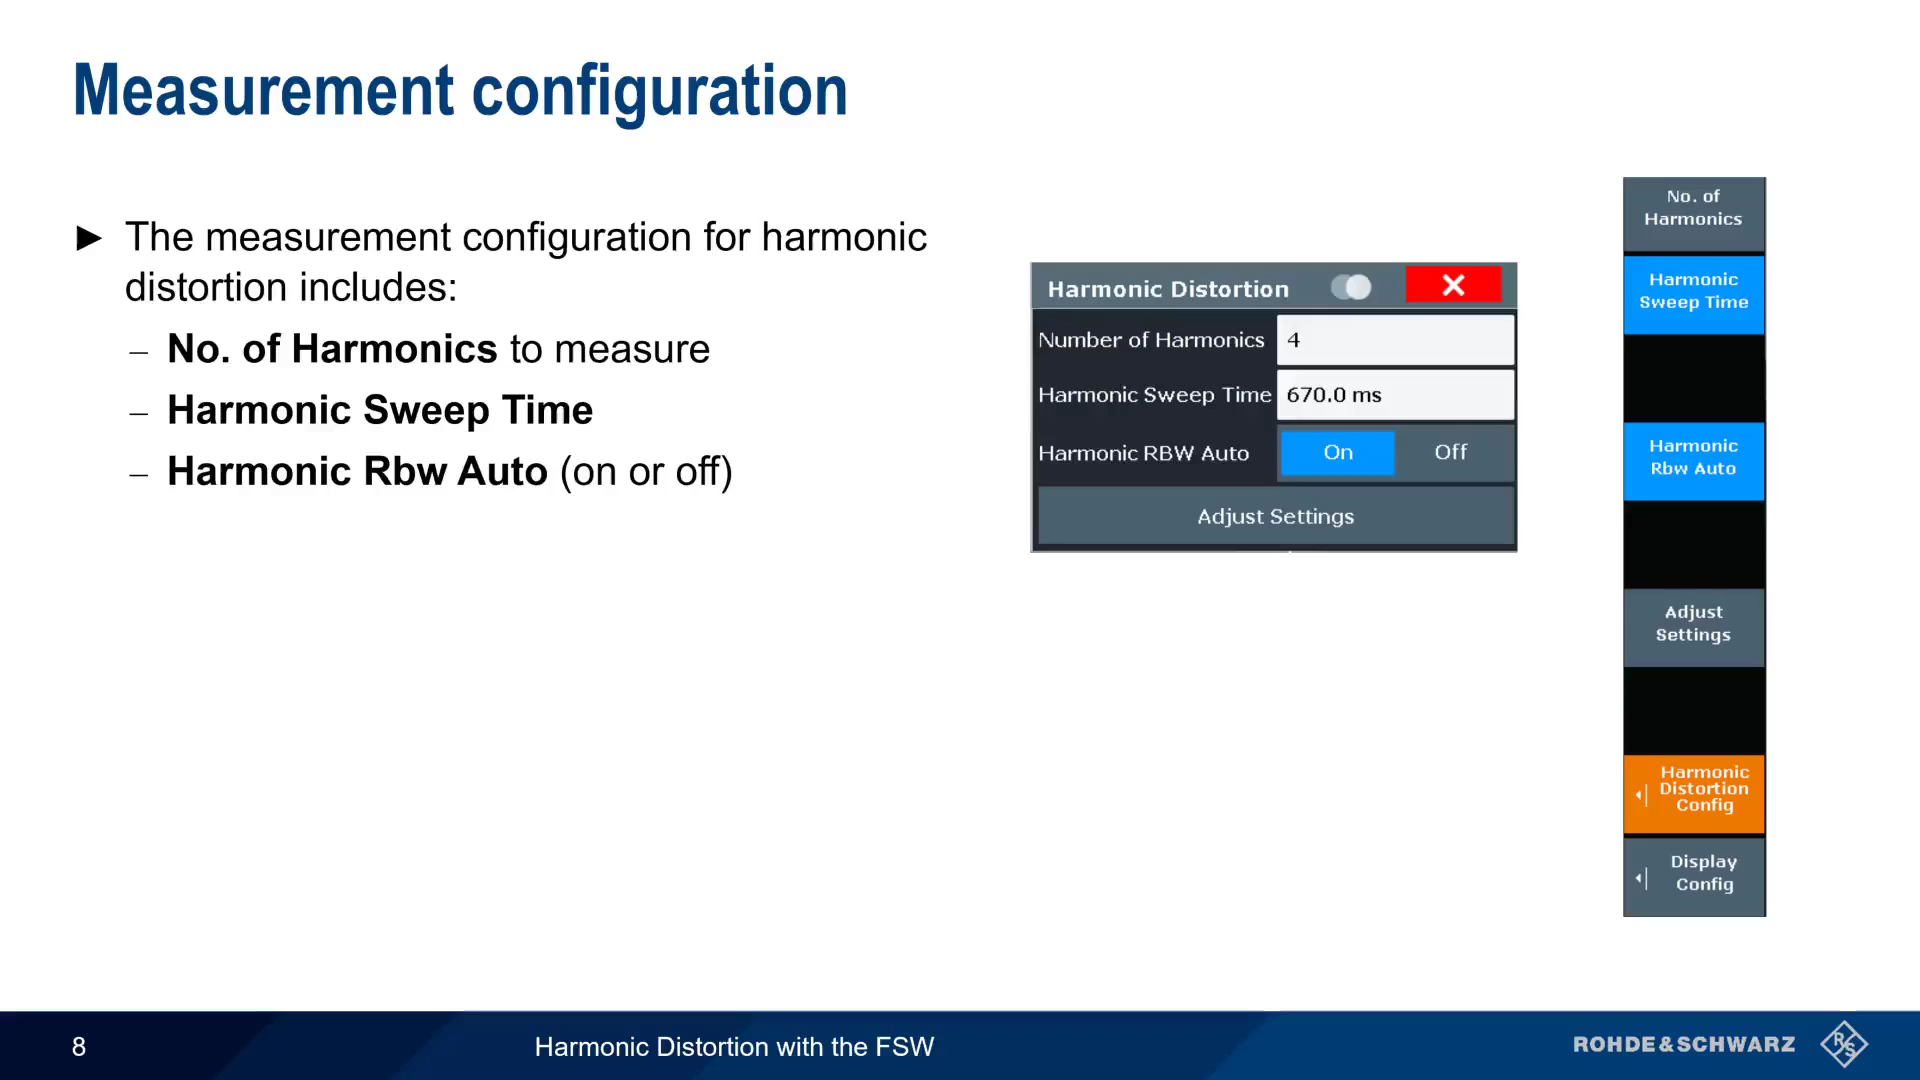 Measurement configuration
► The measurement configuration for harmonic
distortion includes:
– No. of Harmonics to measure
– Harmonic Sweep Time
– Harmonic Rbw Auto (on or off)
Harmonic Distortion
Number of Harmonics 4
Harmonic Sweep Time 670.0 ms
Harmonic RBW Auto On Off
Adjust Settings
No. of
Harmonics
Harmonic
Sweep Time
Harmonic
Rbw Auto
Adjust
Settings
Harmonic
Distortion
Config
Display
Config
8
Harmonic Distortion with the FSW
ROHDE&SCHWARZ
R&S